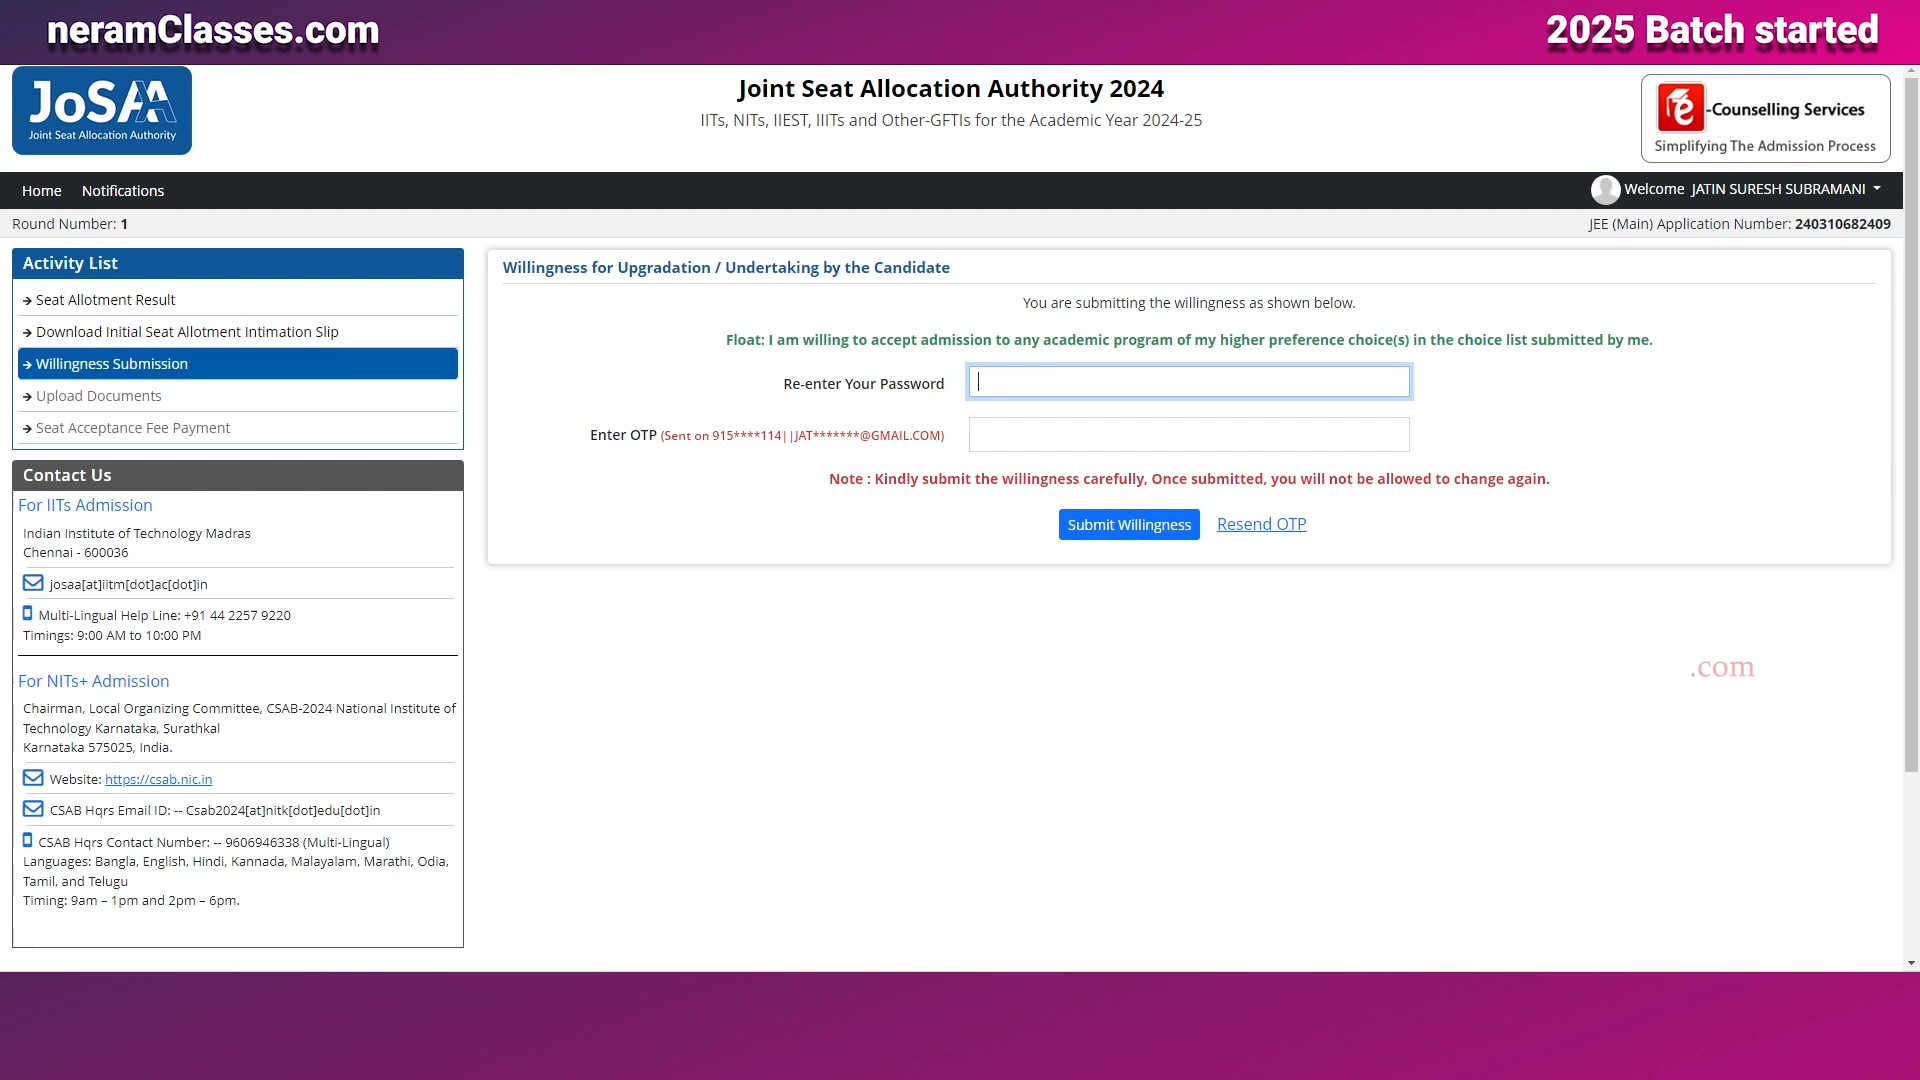 neramClasses.com
2025 Batch started
JoSAA
Joint Seat Allocation Authority
Joint Seat Allocation Authority 2024
IITs, NITs, IIEST, IIITs and Other-GFTIs for the Academic Year 2024-25
e-Counselling Services
Simplifying The Admission Process
Home Notifications
Welcome JATIN SURESH SUBRAMANI
Round Number: 1
JEE (Main) Application Number: 240310682409
Activity List
Seat Allotment Result
Download Initial Seat Allotment Intimation Slip
Willingness Submission
Upload Documents
Seat Acceptance Fee Payment
Contact Us
For IITs Admission
Indian Institute of Technology Madras
Chennai - 600036
josaa[at]iitm[dot]ac[dot]in
Multi-Lingual Help Line: +91 44 2257 9220
Timings: 9:00 AM to 10:00 PM
For NITs+ Admission
Chairman, Local Organizing Committee, CSAB-2024 National Institute of
Technology Karnataka, Surathkal
Karnataka 575025, India.
Website: https://csab.nic.in
CSAB Hqrs Email ID: -- Csab2024[at]nitk[dot]edu[dot]in
CSAB Hqrs Contact Number: -- 9606946338 (Multi-Lingual)
Languages: Bangla, English, Hindi, Kannada, Malayalam, Marathi, Odia,
Tamil, and Telugu
Timing: 9am – 1pm and 2pm – 6pm.
Willingness for Upgradation / Undertaking by the Candidate
You are submitting the willingness as shown below.
Float: I am willing to accept admission to any academic program of my higher preference choice(s) in the choice list submitted by me.
Re-enter Your Password
Enter OTP (Sent on 915****114||JAT*******@GMAIL.COM)
Note : Kindly submit the willingness carefully, Once submitted, you will not be allowed to change again.
Submit Willingness Resend OTP
.com